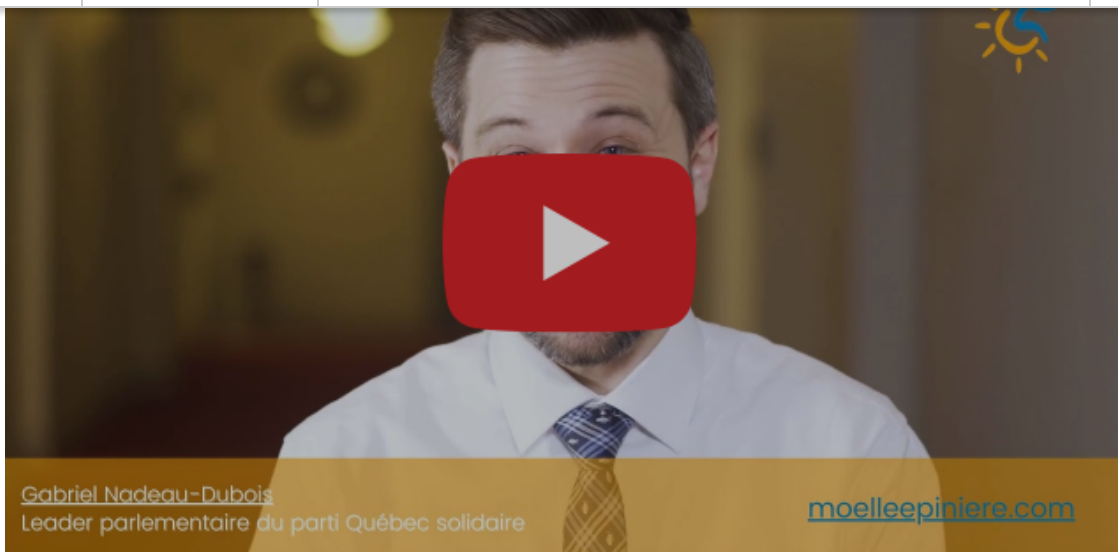 Gabriel Nadeau-Dubois
Leader parlementaire du parti Québec solidaire
moelleepiniere.com